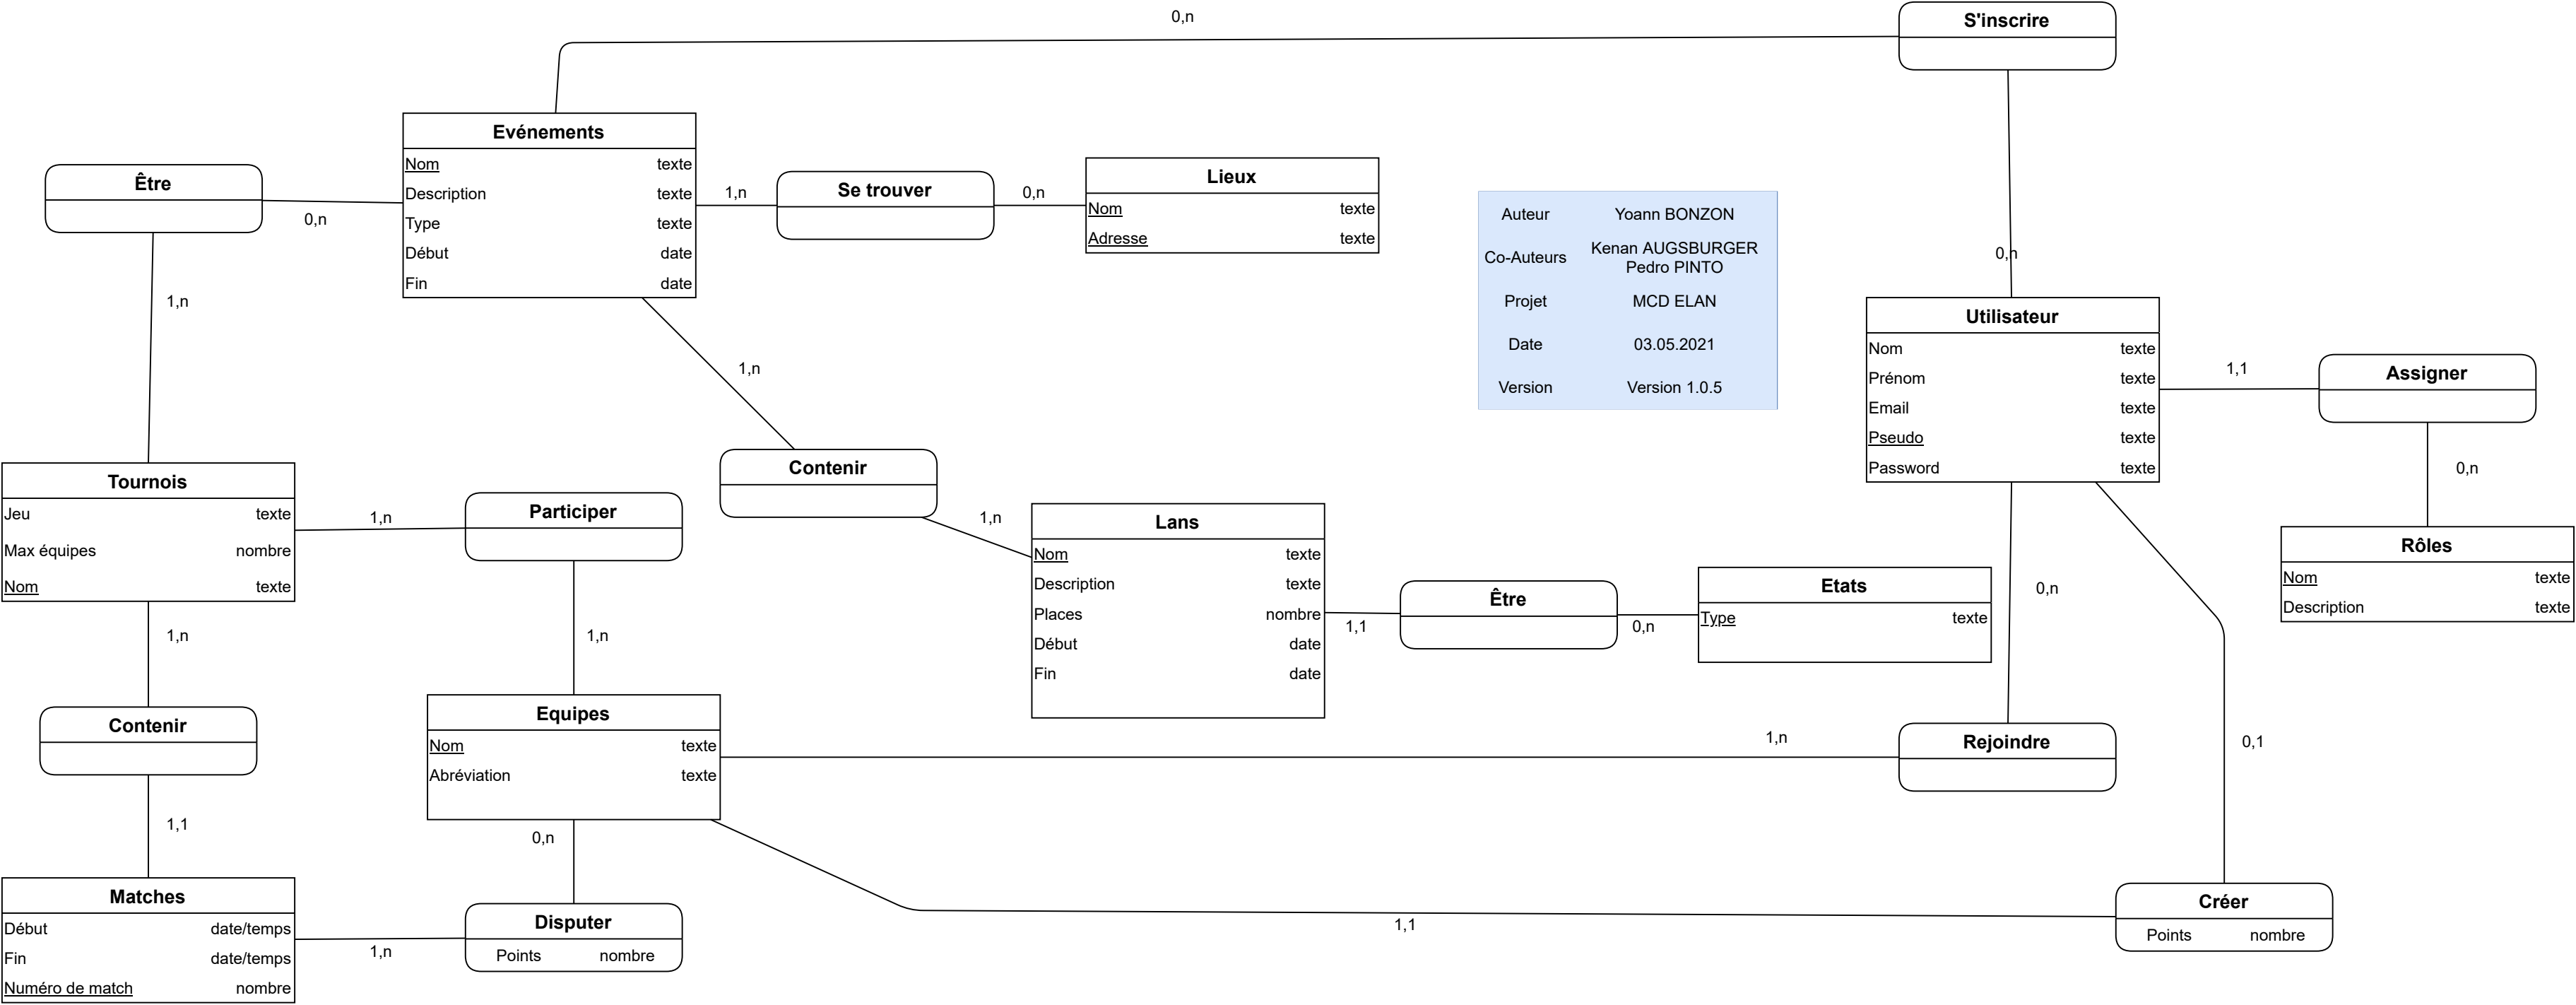 0,n
S'inscrire
Evénements
Nom texte
Description texte
Type texte
Début date
Fin date
Être
0,n
1,n
1,n
Se trouver
0,n
Lieux
Nom texte
Adresse texte
Auteur Yoann BONZON
Co-Auteurs Kenan AUGSBURGER
Pedro PINTO
Projet MCD ELAN
Date 03.05.2021
Version Version 1.0.5
0,n
Utilisateur
Nom texte
Prénom texte
Email texte
Pseudo texte
Password texte
1,1
Assigner
0,n
Rôles
Nom texte
Description texte
1,n
Contenir
1,n
Tournois
Jeu texte
Max équipes nombre
Nom texte
1,n
Participer
1,n
Lans
Nom texte
Description texte
Places nombre
Début date
Fin date
1,1
Être
0,n
Etats
Type texte
0,n
1,n
Contenir
1,1
Equipes
Nom texte
Abréviation texte
1,n
Rejoindre
0,1
0,n
Matches
Début date/temps
Fin date/temps
Numéro de match nombre
1,n
Disputer
Points nombre
1,1
Créer
Points nombre